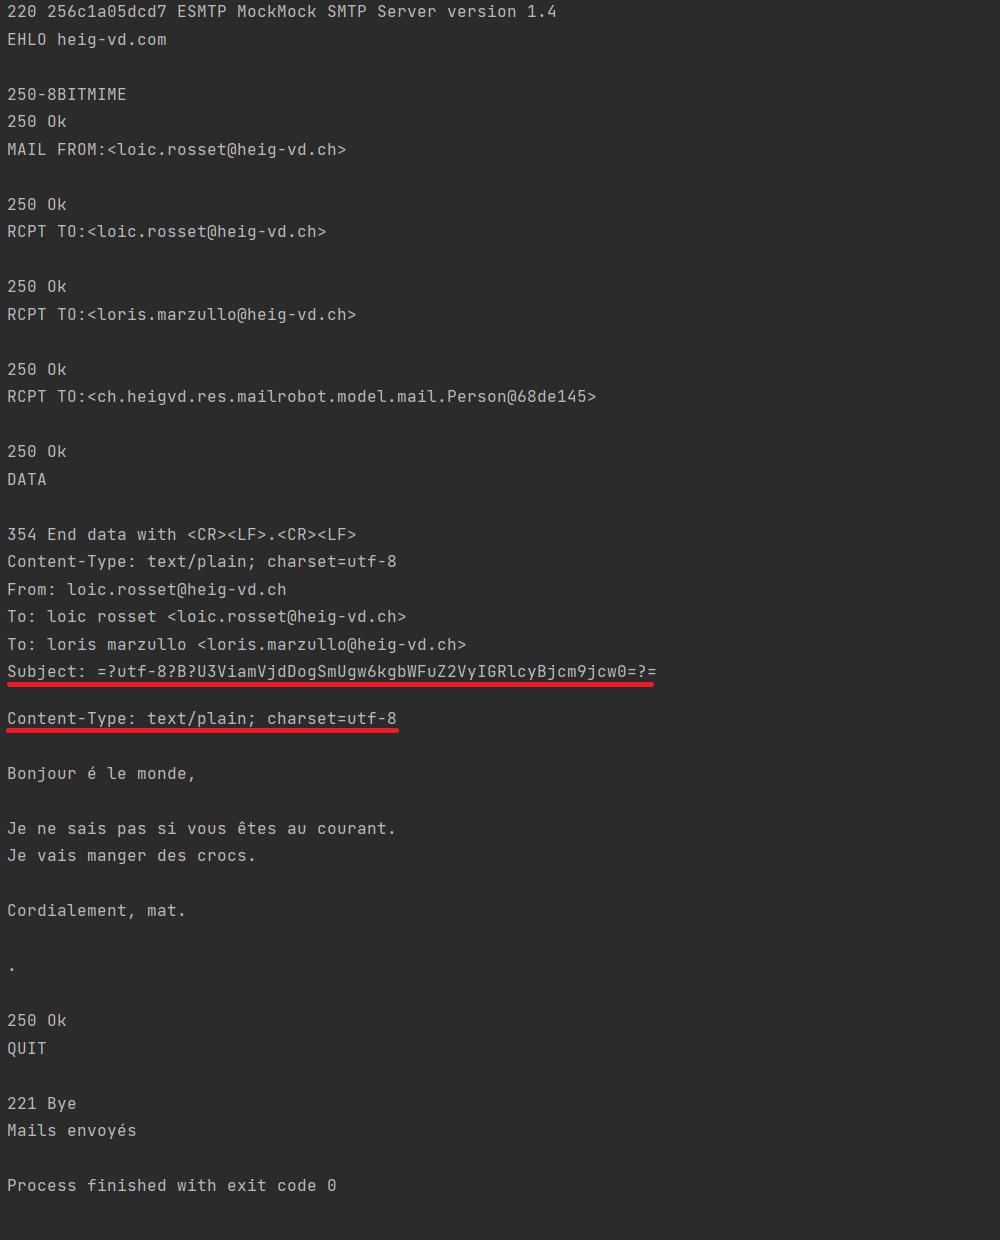 220 256c1a05dcd7 ESMTP MockMock SMTP Server version 1.4
EHLO heig-vd.com
250-8BITMIME
250 Ok
MAIL FROM:<loic.rosset@heig-vd.ch>
250 Ok
RCPT TO:<loic.rosset@heig-vd.ch>
250 Ok
RCPT TO:<loris.marzullo@heig-vd.ch>
250 Ok
RCPT TO:<ch.heigvd.res.mailrobot.model.mail.Person@68de145>
250 Ok
DATA
354 End data with <CR><LF>.<CR><LF>
Content-Type: text/plain; charset=utf-8
From: loic.rosset@heig-vd.ch
To: loic rosset <loic.rosset@heig-vd.ch>
To: loris marzullo <loris.marzullo@heig-vd.ch>
Subject: =?utf-8?B?U3ViamVjdDogSmUgw6kgbWFuZ2VyIGRlcyBjcm9jcw0=?=
Content-Type: text/plain; charset=utf-8
Bonjour é le monde,
Je ne sais pas si vous êtes au courant.
Je vais manger des crocs.
Cordialement, mat.
.
250 Ok
QUIT
221 Bye
Mails envoyés
Process finished with exit code 0